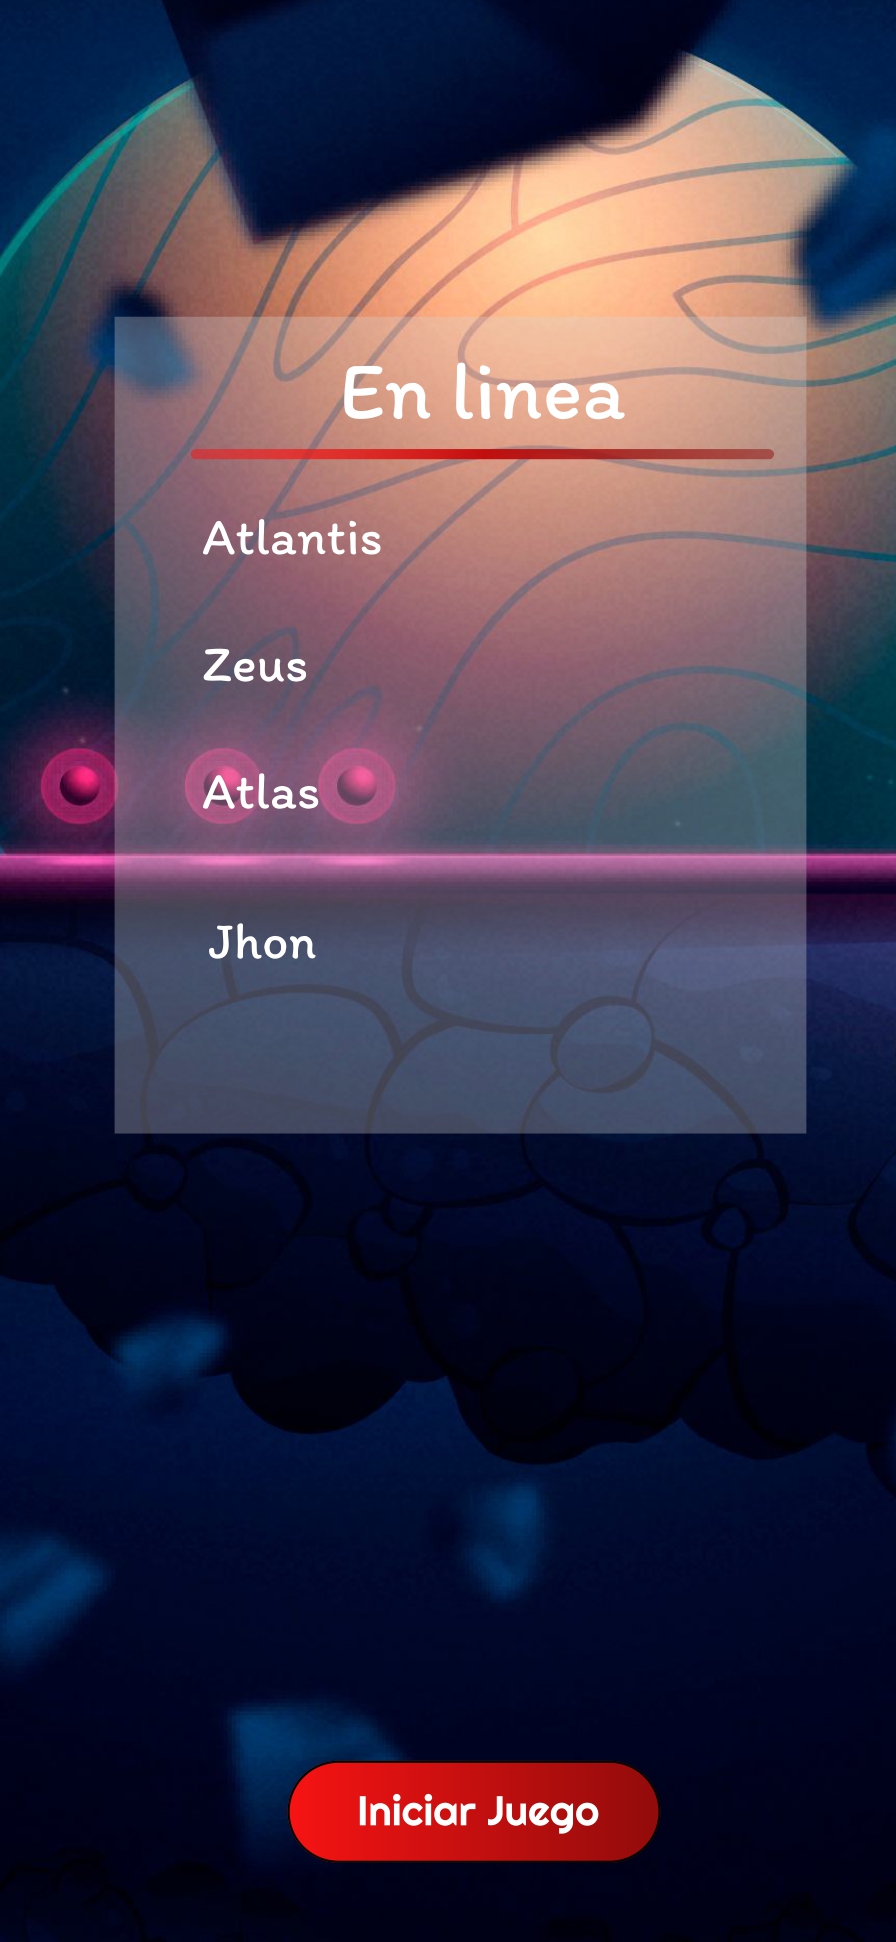 En linea
Atlantis
Zeus
Atlas
Jhon
Iniciar Juego